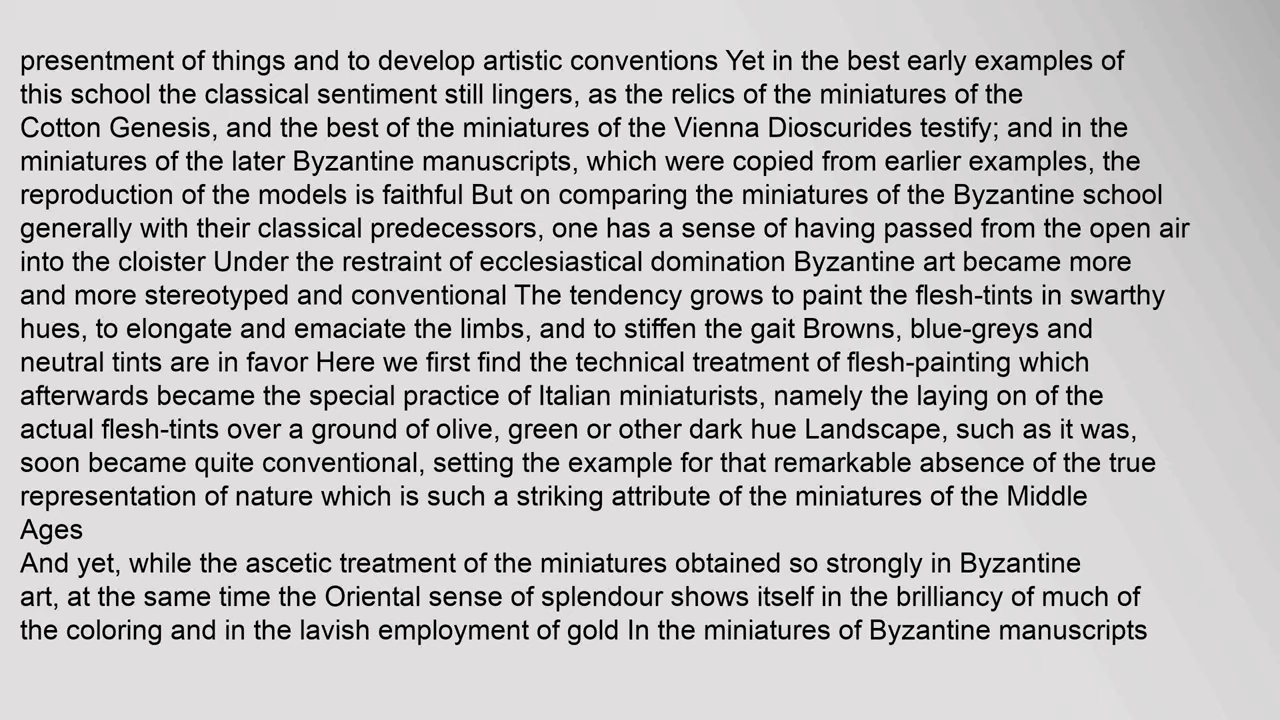 presentment of things and to develop artistic conventions Yet in the best early examples of
this school the classical sentiment still lingers, as the relics of the miniatures of the
Cotton Genesis, and the best of the miniatures of the Vienna Dioscurides testify; and in the
miniatures of the later Byzantine manuscripts, which were copied from earlier examples, the
reproduction of the models is faithful But on comparing the miniatures of the Byzantine school
generally with their classical predecessors, one has a sense of having passed from the open air
into the cloister Under the restraint of ecclesiastical domination Byzantine art became more
and more stereotyped and conventional The tendency grows to paint the flesh-tints in swarthy
hues, to elongate and emaciate the limbs, and to stiffen the gait Browns, blue-greys and
neutral tints are in favor Here we first find the technical treatment of flesh-painting which
afterwards became the special practice of Italian miniaturists, namely the laying on of the
actual flesh-tints over a ground of olive, green or other dark hue Landscape, such as it was,
soon became quite conventional, setting the example for that remarkable absence of the true
representation of nature which is such a striking attribute of the miniatures of the Middle
Ages
And yet, while the ascetic treatment of the miniatures obtained so strongly in Byzantine
art, at the same time the Oriental sense of splendour shows itself in the brilliancy of much of
the coloring and in the lavish employment of gold In the miniatures of Byzantine manuscripts